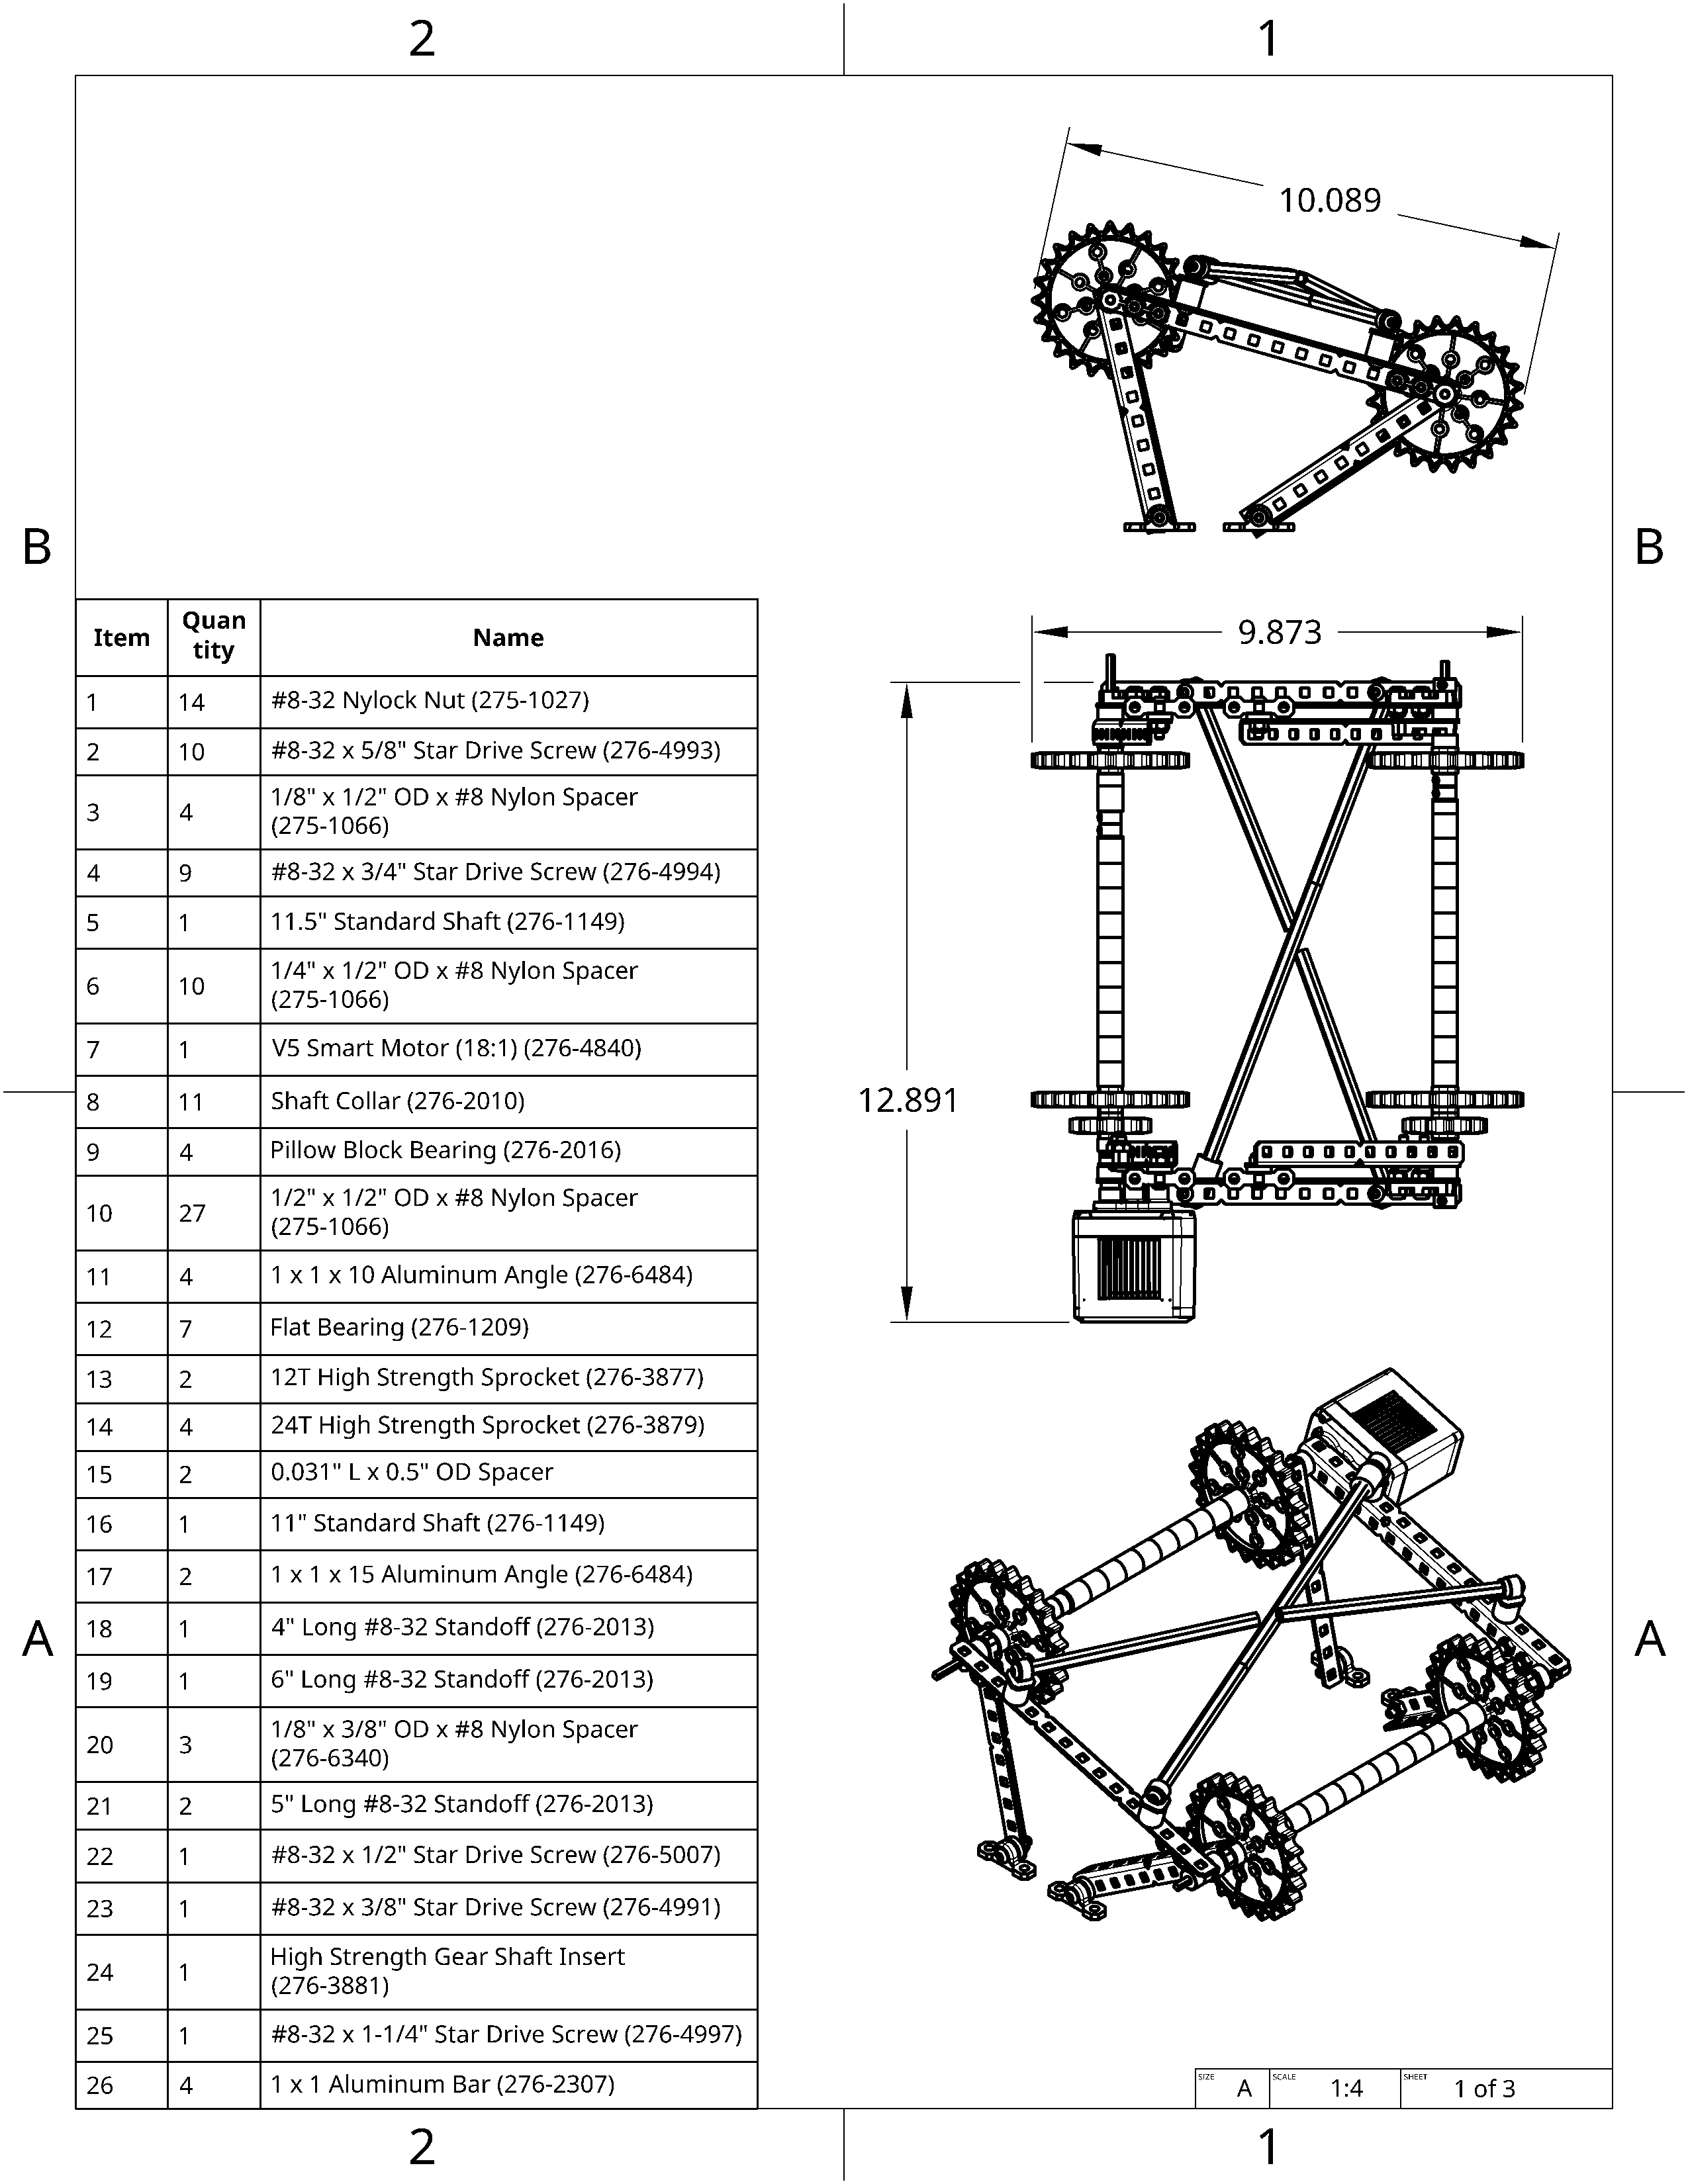 2 1
10.089
B B
Item Quan tity Name
1 14 #8-32 Nylock Nut (275-1027)
2 10 #8-32 x 5/8" Star Drive Screw (276-4993)
3 4 1/8" x 1/2" OD x #8 Nylon Spacer
(275-1066)
4 9 #8-32 x 3/4" Star Drive Screw (276-4994)
5 1 11.5" Standard Shaft (276-1149)
6 10 1/4" x 1/2" OD x #8 Nylon Spacer
(275-1066)
7 1 V5 Smart Motor (18:1) (276-4840)
8 11 Shaft Collar (276-2010)
9 4 Pillow Block Bearing (276-2016)
10 27 1/2" x 1/2" OD x #8 Nylon Spacer
(275-1066)
11 4 1 x 1 x 10 Aluminum Angle (276-6484)
12 7 Flat Bearing (276-1209)
13 2 12T High Strength Sprocket (276-3877)
14 4 24T High Strength Sprocket (276-3879)
15 2 0.031" L x 0.5" OD Spacer
16 1 11" Standard Shaft (276-1149)
17 2 1 x 1 x 15 Aluminum Angle (276-6484)
18 1 4" Long #8-32 Standoff (276-2013)
19 1 6" Long #8-32 Standoff (276-2013)
20 3 1/8" x 3/8" OD x #8 Nylon Spacer
(276-6340)
21 2 5" Long #8-32 Standoff (276-2013)
22 1 #8-32 x 1/2" Star Drive Screw (276-5007)
23 1 #8-32 x 3/8" Star Drive Screw (276-4991)
24 1 High Strength Gear Shaft Insert
(276-3881)
25 1 #8-32 x 1-1/4" Star Drive Screw (276-4997)
26 4 1 x 1 Aluminum Bar (276-2307)
9.873
12.891
A A
SIZE A SCALE 1:4 SHEET 1 of 3
2 1